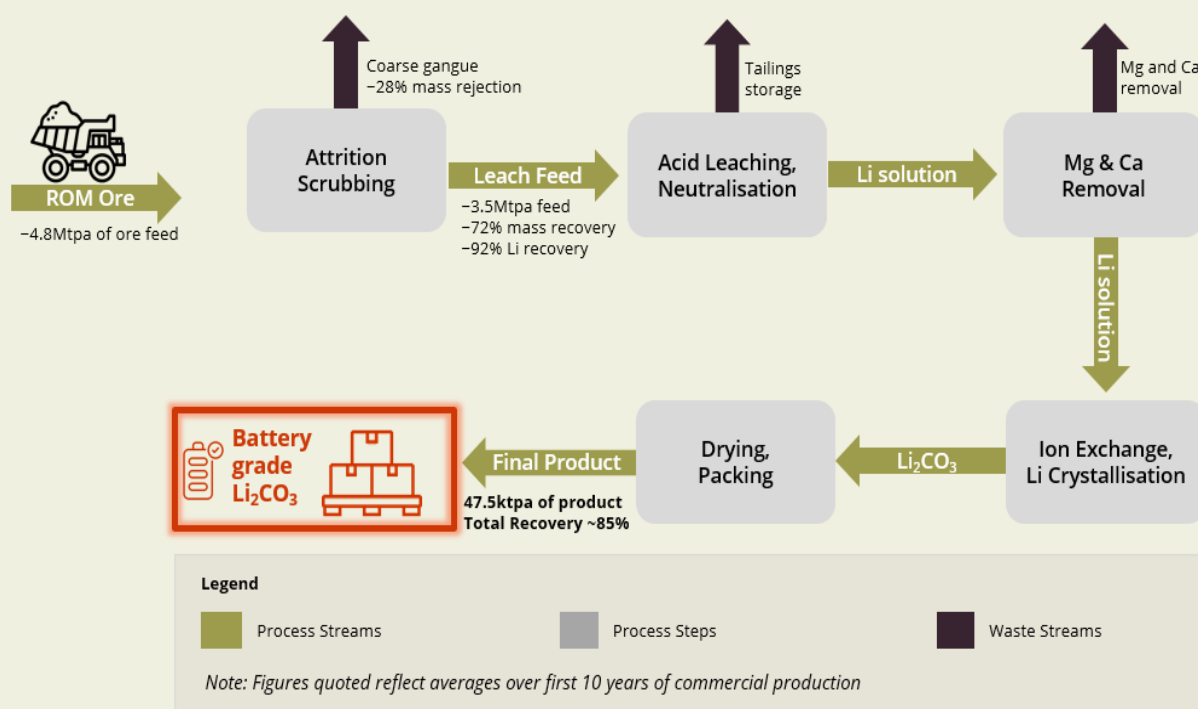 Coarse gangue
~28% mass rejection
Tailings
storage
Mg and Ca
removal
Attrition
Scrubbing
Acid Leaching,
Neutralisation
Mg & Ca
Removal
ROM Ore
~4.8Mtpa of ore feed
Leach Feed
~3.5Mtpa feed
~72% mass recovery
~92% Li recovery
Li solution
Li solution
Battery
grade
Li₂CO₃
Final Product
47.5ktpa of product
Total Recovery ~85%
Drying,
Packing
Li₂CO₃
Ion Exchange,
Li Crystallisation
Legend
Process Streams
Process Steps
Waste Streams
Note: Figures quoted reflect averages over first 10 years of commercial production